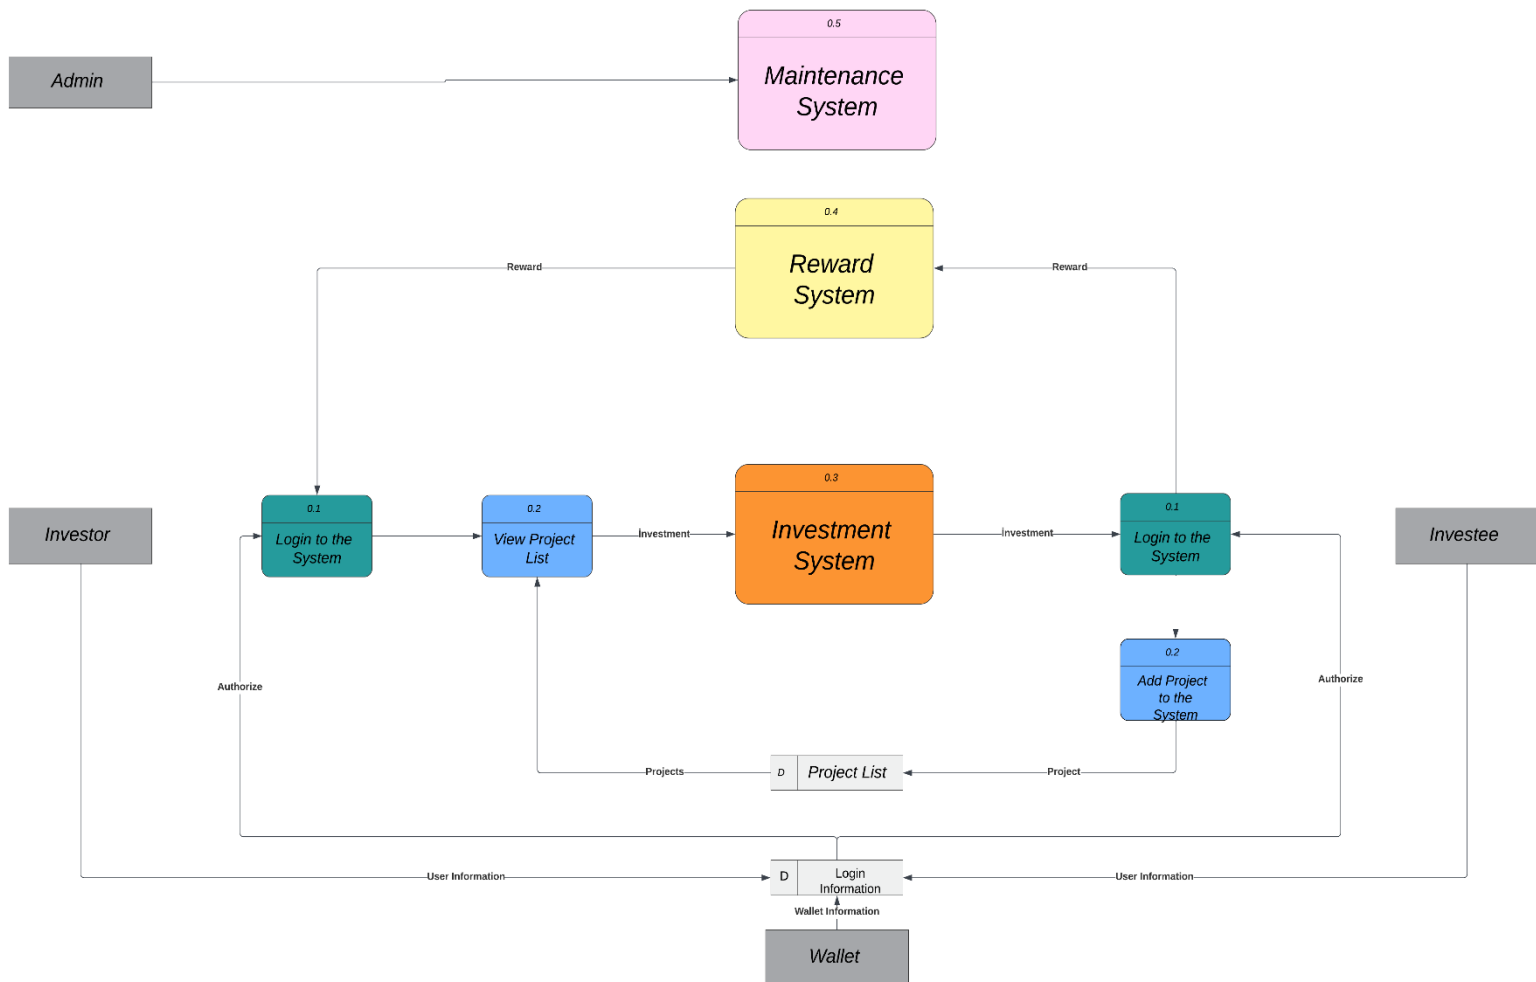 0.5
Admin
Maintenance
System
0.4
Reward
System
Reward
Reward
0.3
Investment
System
0.1
Login to the
System
0.2
View Project
List
Investment
Investment
0.1
Login to the
System
Investor
Investee
0.2
Add Project
to the
System
Authorize
Authorize
Projects
D
Project List
Project
User Information
D
Login
Information
User Information
Wallet Information
Wallet